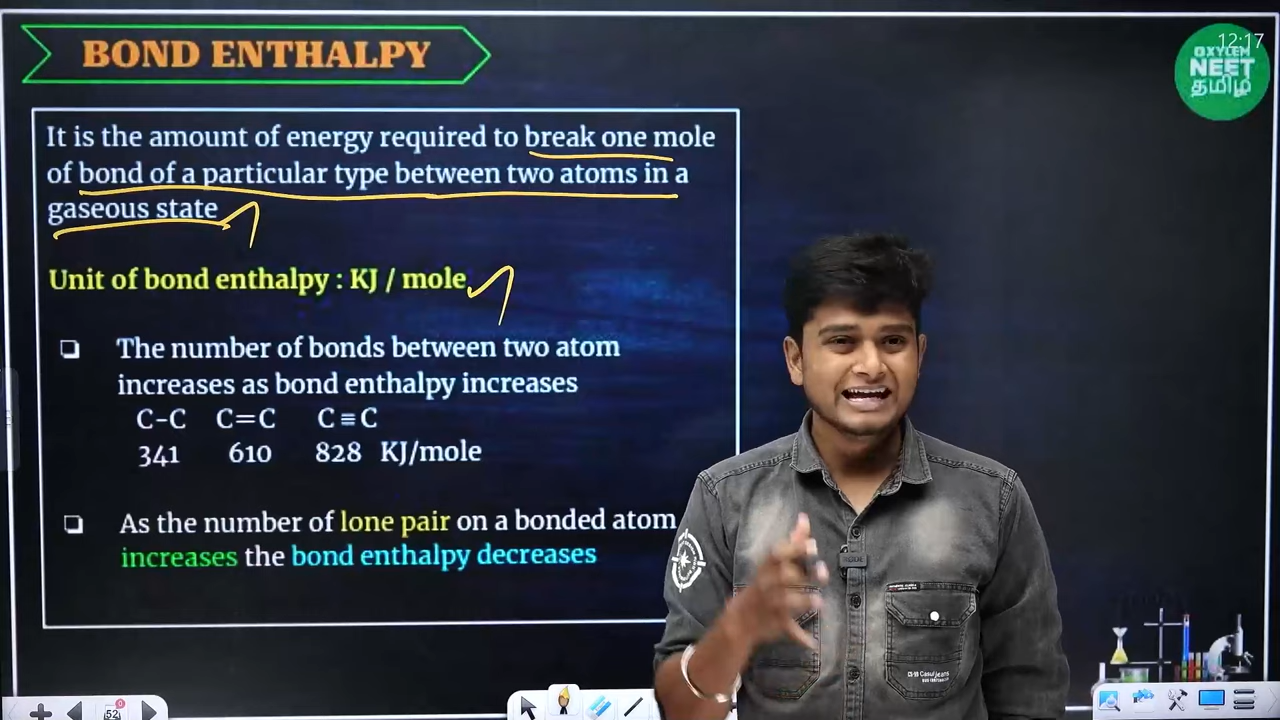 BOND ENTHALPY
12:17
OXYLEM
NEET
தமிழ்
It is the amount of energy required to break one mole
of bond of a particular type between two atoms in a
gaseous state
Unit of bond enthalpy : KJ / mole
❑ The number of bonds between two atom
increases as bond enthalpy increases
C-C C=C C≡C
341 610 828 KJ/mole
❑ As the number of lone pair on a bonded atom
increases the bond enthalpy decreases
52